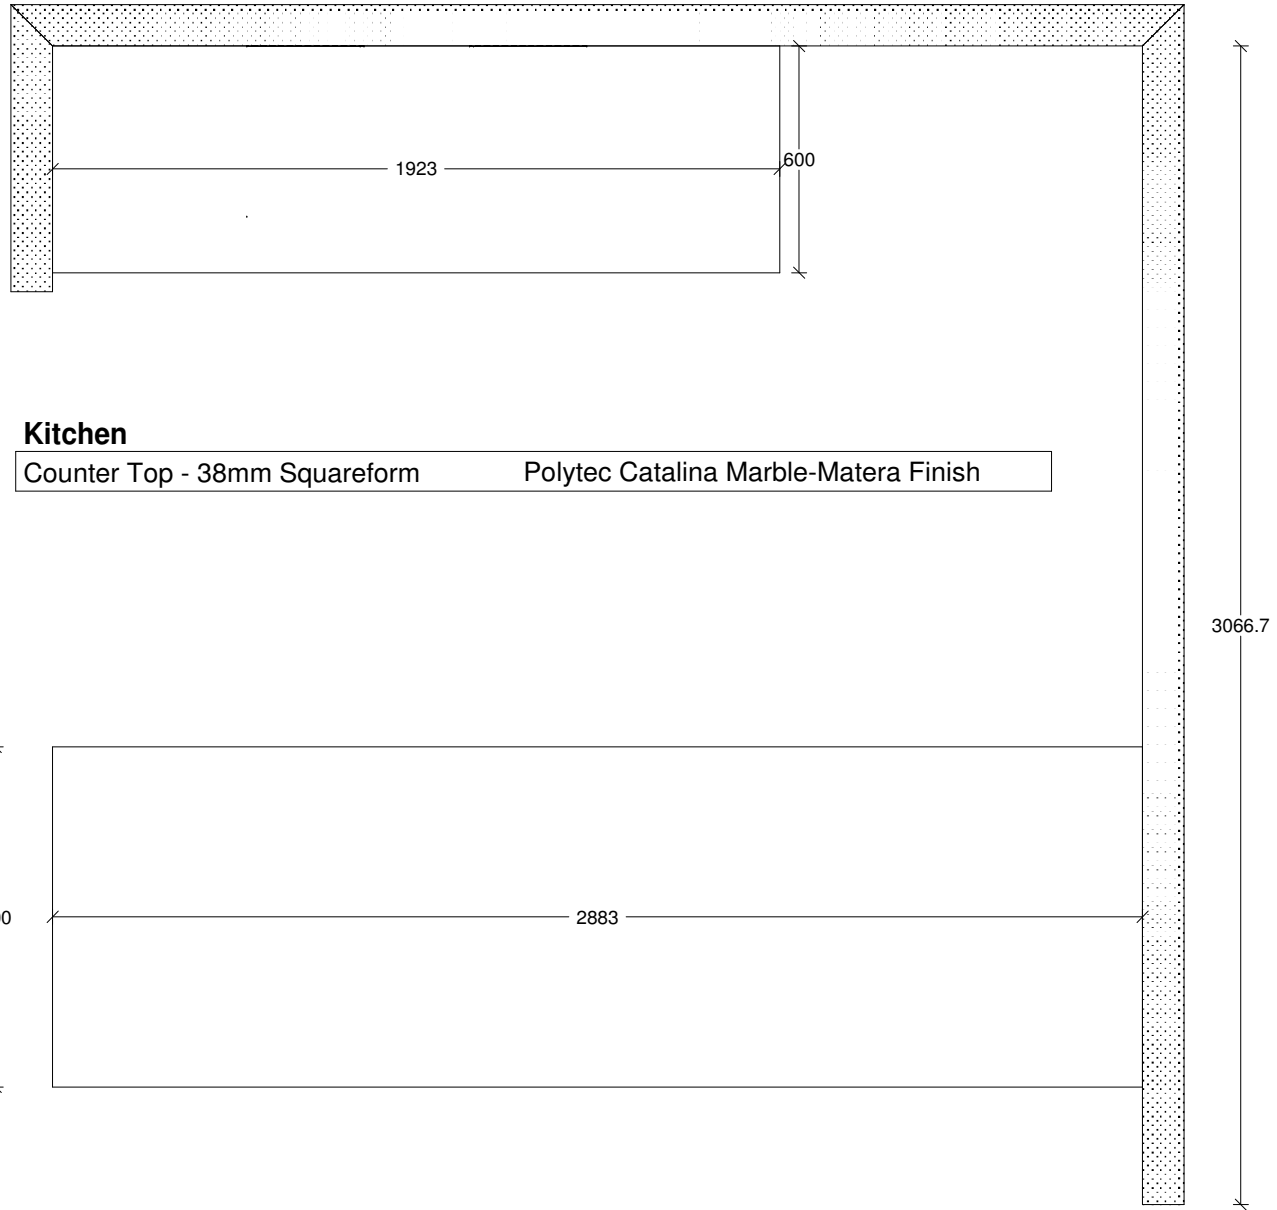 1923
600
Kitchen
Counter Top - 38mm Squareform Polytec Catalina Marble-Matera Finish
3066.7
2883